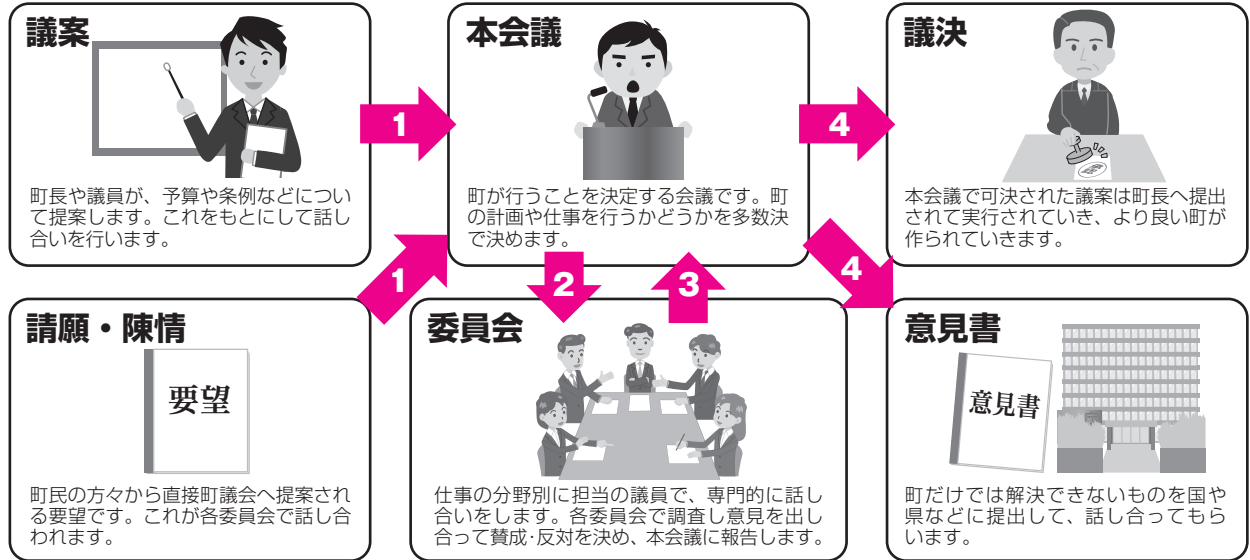 議案
町長や議員が、予算や条例などについ
て提案します。これをもとにして話し
合いを行います。
1
本会議
町が行うことを決定する会議です。町
の計画や仕事を行うかどうかを多数決
で決めます。
4
議決
本会議で可決された議案は町長へ提出
されて実行されていき、より良い町が
作られていきます。
1
2
3
4
請願・陳情
要望
町民の方々から直接町議会へ提案され
る要望です。これが各委員会で話し合
われます。
委員会
仕事の分野別に担当の議員で、専門的に話し
合いをします。各委員会で調査し意見を出し
合って賛成・反対を決め、本会議に報告します。
意見書
意見書
町だけでは解決できないものを国や
県などに提出して、話し合ってもら
います。